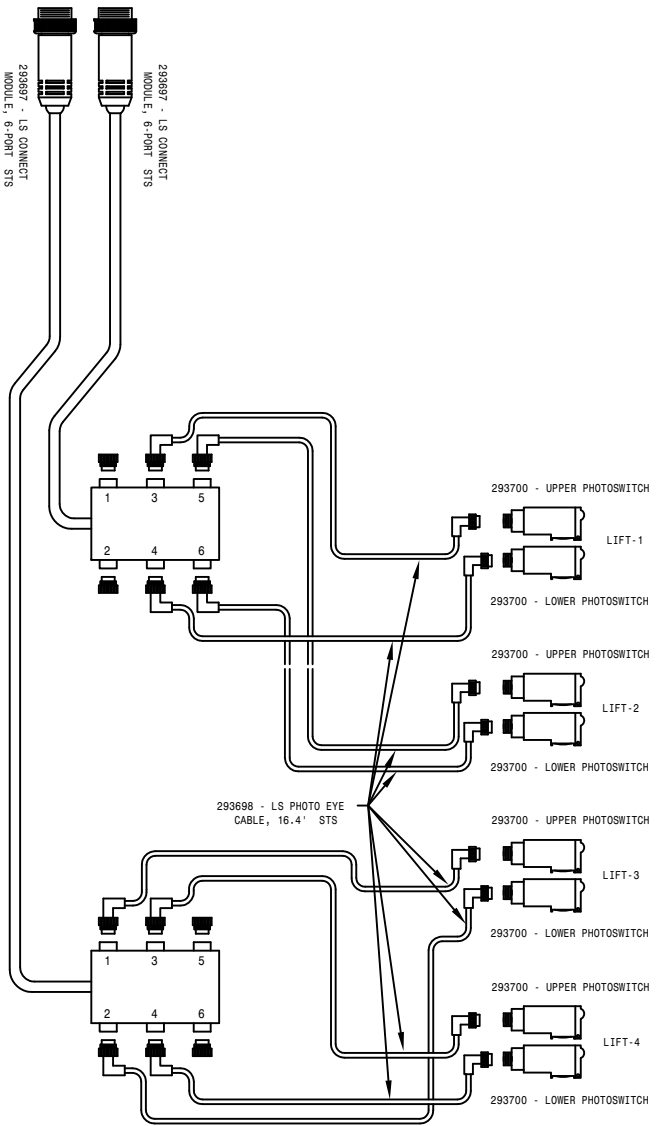 293697 - LS CONNECT
MODULE, 6-PORT STS
293697 - LS CONNECT
MODULE, 6-PORT STS
1
3
5
2
4
6
293700 - UPPER PHOTOSWITCH
LIFT-1
293700 - LOWER PHOTOSWITCH
293700 - UPPER PHOTOSWITCH
LIFT-2
293700 - LOWER PHOTOSWITCH
293698 - LS PHOTO EYE
CABLE, 16.4' STS
293700 - UPPER PHOTOSWITCH
LIFT-3
293700 - LOWER PHOTOSWITCH
1
3
5
2
4
6
293700 - UPPER PHOTOSWITCH
LIFT-4
293700 - LOWER PHOTOSWITCH